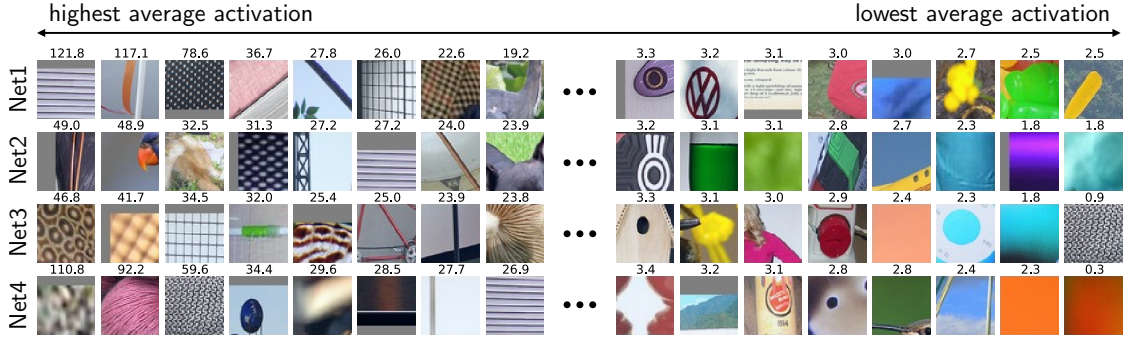 highest average activation
lowest average activation
Net1
121.8 117.1 78.6 36.7 27.8 26.0 22.6 19.2 ••• 3.3 3.2 3.1 3.0 3.0 2.7 2.5 2.5
Net2
49.0 48.9 32.5 31.3 27.2 27.2 24.0 23.9 ••• 3.2 3.1 3.1 2.8 2.7 2.3 1.8 1.8
Net3
46.8 41.7 34.5 32.0 25.4 25.0 23.9 23.8 ••• 3.3 3.1 3.0 2.9 2.4 2.3 1.8 0.9
Net4
110.8 92.2 59.6 34.4 29.6 28.5 27.7 26.9 ••• 3.4 3.2 3.1 2.8 2.8 2.4 2.3 0.3
1964